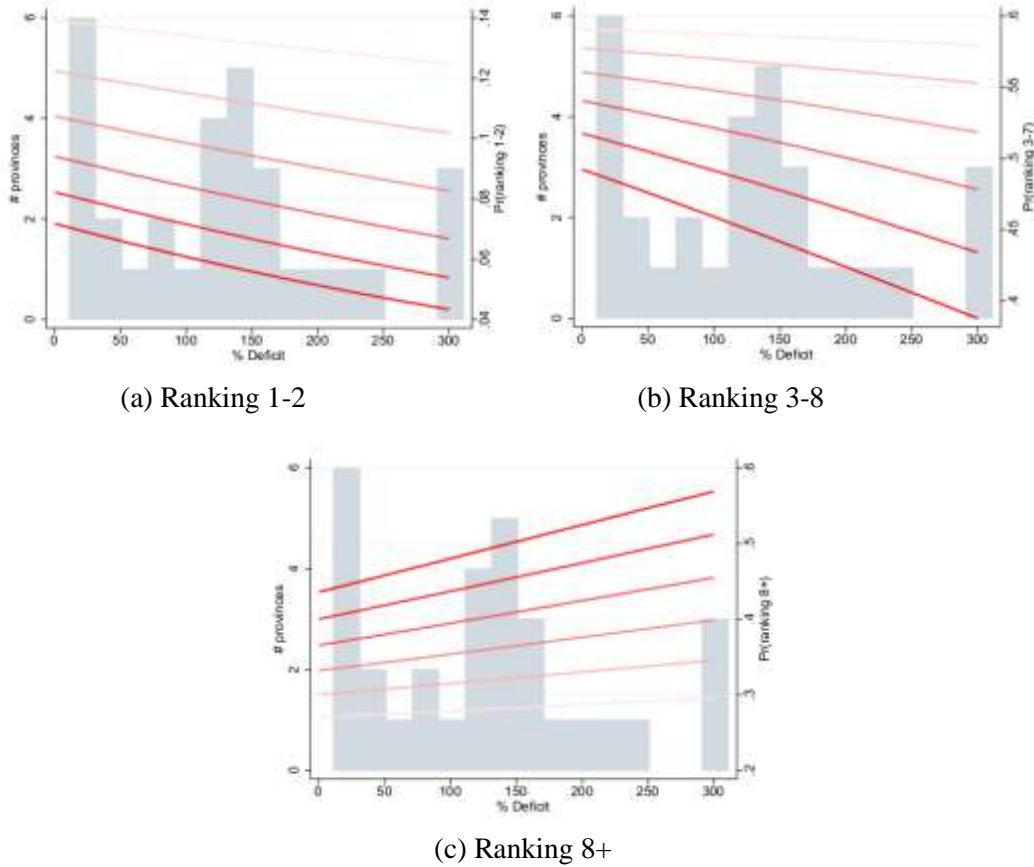 6
4
2
0
# provinces
.14
.12
.1
.08
.06
.04
Pr(ranking 1-2)
0 50 100 150 200 250 300
% Deficit
(a) Ranking 1-2
6
4
2
0
# provinces
.6
.55
.5
.45
.4
Pr(ranking 3-7)
0 50 100 150 200 250 300
% Deficit
(b) Ranking 3-8
6
4
2
0
# provinces
.6
.5
.4
.3
.2
Pr(ranking 8+)
0 50 100 150 200 250 300
% Deficit
(c) Ranking 8+